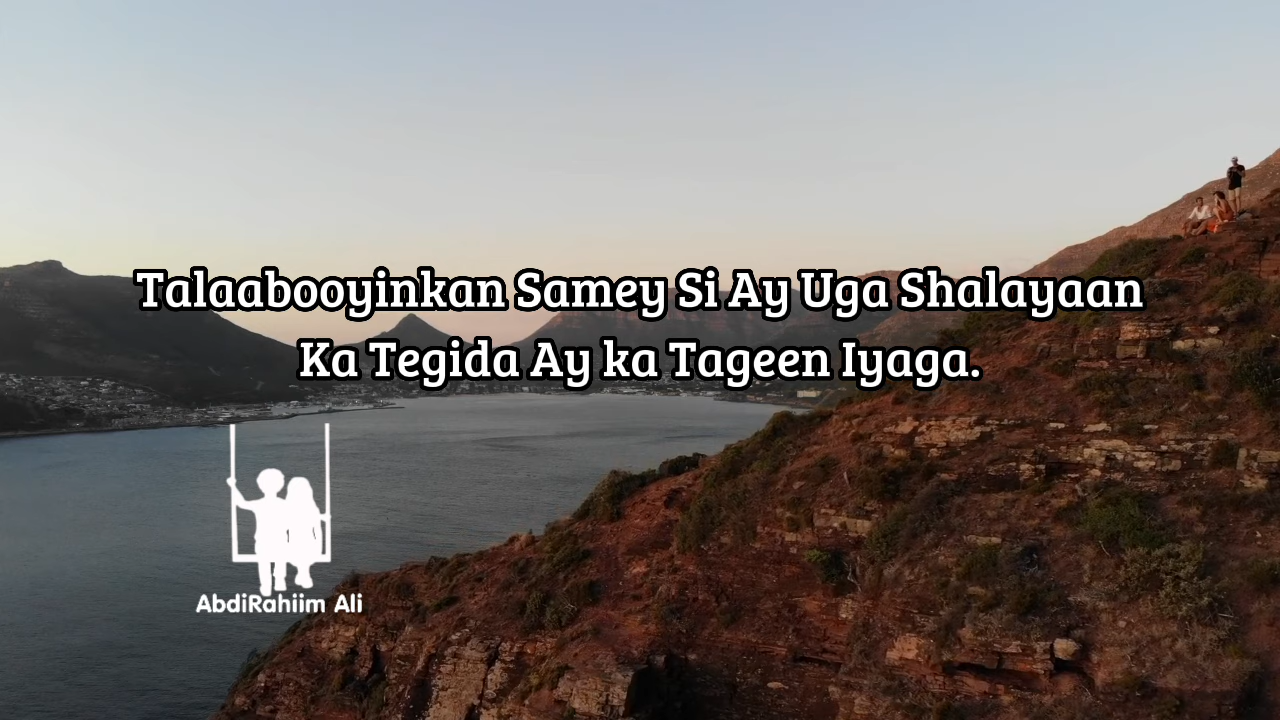 Talaabooyinkan Samey Si Ay Uga Shalayaan
Ka Tegida Ay ka Tageen Iyaga.
AbdiRahiim Ali